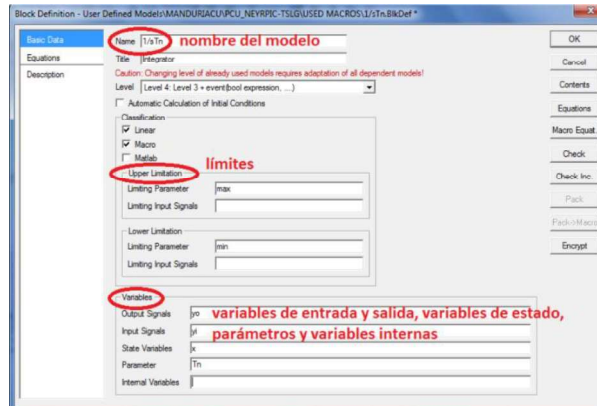 Block Definition - User Defined Models\MANDURIACU\PCU_NEYRPIC-TSLG\USED MACROS\1/sTn.BlkDef *
Basic Data
Equations
Description
Name 1/sTn nombre del modelo
Title Integrator
Caution: Changing level of already used models requires adaptation of all dependent models!
Level Level 4: Level 3 + event(bool expression, ...)
Automatic Calculation of Initial Conditions
Classification
Linear
Macro
Matlab
límites
Upper Limitation
Limiting Parameter max
Limiting Input Signals
Lower Limitation
Limiting Parameter min
Limiting Input Signals
Variables
Output Signals yo variables de entrada y salida, variables de estado,
Input Signals yi parámetros y variables internas
State Variables x
Parameter Tn
Internal Variables
OK
Cancel
Contents
Equations
Macro Equat.
Check
Check Inc.
Pack
Pack->Macro
Encrypt